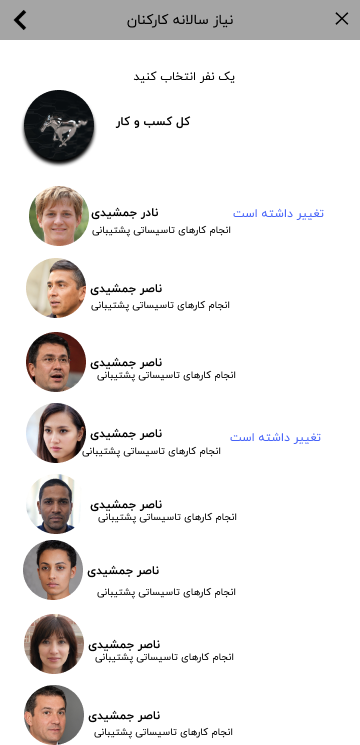 نیاز سالانه کارکنان
یک نفر انتخاب کنید
کل کسب و کار
نادر جمشیدی
تغییر داشته است
انجام کارهای تاسیساتی پشتیبانی
ناصر جمشیدی
انجام کارهای تاسیساتی پشتیبانی
ناصر جمشیدی
انجام کارهای تاسیساتی پشتیبانی
ناصر جمشیدی
تغییر داشته است
انجام کارهای تاسیساتی پشتیبانی
ناصر جمشیدی
انجام کارهای تاسیساتی پشتیبانی
ناصر جمشیدی
انجام کارهای تاسیساتی پشتیبانی
ناصر جمشیدی
انجام کارهای تاسیساتی پشتیبانی
ناصر جمشیدی
انجام کارهای تاسیساتی پشتیبانی